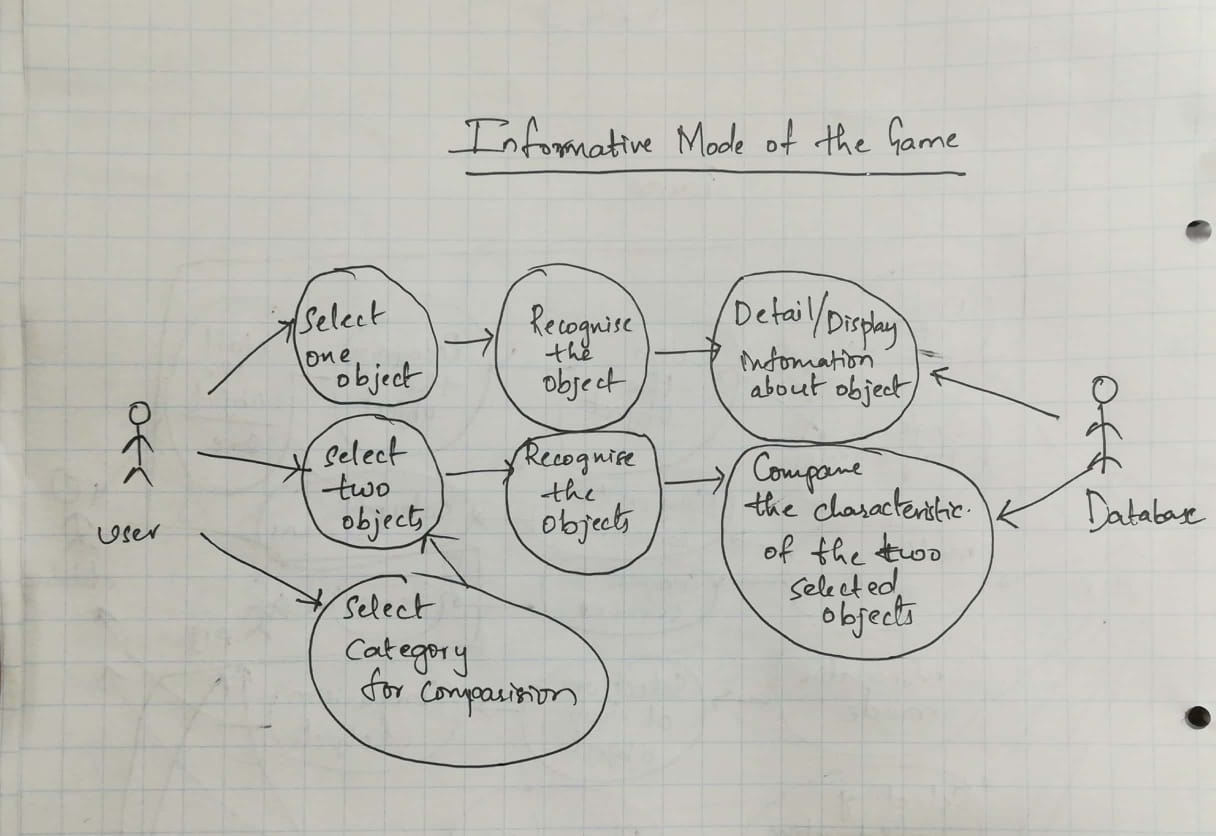 Informative Mode of the Game
Select
one
object
Recognise
the
object
Detail/Display
Infomation
about object
Select
two
objects
Recognise
the
objects
Compare
the characteristic.
of the two
selected
objects
User
Database
Select
Category
for Comparision